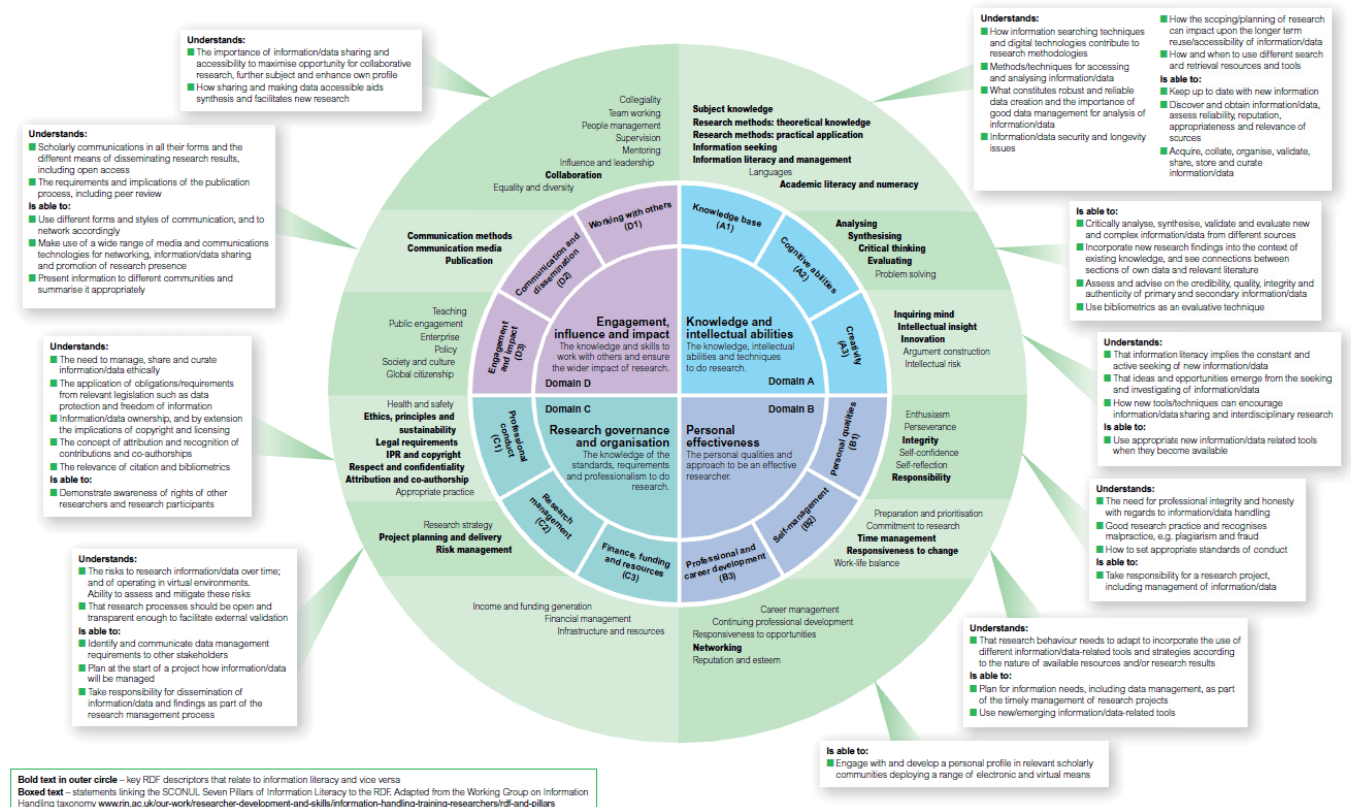 Understands:
■ The importance of information/data sharing and
accessibility to maximise opportunity for collaborative
research, further subject and enhance own profile
■ How sharing and making data accessible aids
synthesis and facilitates new research
Understands:
■ Scholarly communications in all their forms and the
different means of disseminating research results,
including open access
■ The requirements and implications of the publication
process, including peer review
Is able to:
■ Use different forms and styles of communication, and to
network accordingly
■ Make use of a wide range of media and communications
technologies for networking, information/data sharing
and promotion of research presence
■ Present information to different communities and
summarise it appropriately
Understands:
■ The need to manage, share and curate
information/data ethically
■ The application of obligations/requirements
from relevant legislation such as data
protection and freedom of information
■ Information/data ownership, and by extension
the implications of copyright and licensing
■ The concept of attribution and recognition of
contributions and co-authorships
■ The relevance of citation and bibliometrics
Is able to:
■ Demonstrate awareness of rights of other
researchers and research participants
Understands:
■ The risks to research information/data over time;
and of operating in virtual environments.
Ability to assess and mitigate these risks
■ That research processes should be open and
transparent enough to facilitate external validation
Is able to:
■ Identify and communicate data management
requirements to other stakeholders
■ Plan at the start of a project how information/data
will be managed
■ Take responsibility for dissemination of
information/data and findings as part of the
research management process
Collegiality
Team working
People management
Supervision
Mentoring
Influence and leadership
Collaboration
Equality and diversity
Communication methods
Communication media
Publication
Teaching
Public engagement
Enterprise
Policy
Society and culture
Global citizenship
Health and safety
Ethics, principles and
sustainability
Legal requirements
IPR and copyright
Respect and confidentiality
Attribution and co-authorship
Appropriate practice
Research strategy
Project planning and delivery
Risk management
Income and funding generation
Financial management
Infrastructure and resources
Working with others
(D1)
Communication and
dissemination
(D2)
Engagement
and impact
(D3)
Professional
conduct
(C1)
Research
management
(C2)
Finance, funding
and resources
(C3)
Engagement,
influence and impact
The knowledge and skills to
work with others and ensure
the wider impact of research.
Domain D
Domain C
Research governance
and organisation
The knowledge of the
standards, requirements
and professionalism to do
research.
Knowledge and
intellectual abilities
The knowledge, intellectual
abilities and techniques
to do research.
Domain A
Domain B
Personal
effectiveness
The personal qualities and
approach to be an effective
researcher.
Knowledge base
(A1)
Cognitive abilities
(A2)
Creativity
(A3)
Personal qualities
(B1)
Self-management
(B2)
Professional and
career development
(B3)
Subject knowledge
Research methods: theoretical knowledge
Research methods: practical application
Information seeking
Information literacy and management
Languages
Academic literacy and numeracy
Analysing
Synthesising
Critical thinking
Evaluating
Problem solving
Inquiring mind
Intellectual insight
Innovation
Argument construction
Intellectual risk
Enthusiasm
Perseverance
Integrity
Self-confidence
Self-reflection
Responsibility
Preparation and prioritisation
Commitment to research
Time management
Responsiveness to change
Work-life balance
Career management
Continuing professional development
Responsiveness to opportunities
Networking
Reputation and esteem
Understands:
■ How information searching techniques
and digital technologies contribute to
research methodologies
■ Methods/techniques for accessing
and analysing information/data
■ What constitutes robust and reliable
data creation and the importance of
good data management for analysis of
information/data
■ Information/data security and longevity
issues
■ How the scoping/planning of research
can impact upon the longer term
reuse/accessibility of information/data
■ How and when to use different search
and retrieval resources and tools
Is able to:
■ Keep up to date with new information
■ Discover and obtain information/data,
assess reliability, reputation,
appropriateness and relevance of
sources
■ Acquire, collate, organise, validate,
share, store and curate
information/data
Is able to:
■ Critically analyse, synthesise, validate and evaluate new
and complex information/data from different sources
■ Incorporate new research findings into the context of
existing knowledge, and see connections between
sections of own data and relevant literature
■ Assess and advise on the credibility, quality, integrity and
authenticity of primary and secondary information/data
■ Use bibliometrics as an evaluative technique
Understands:
■ That information literacy implies the constant and
active seeking of new information/data
■ That ideas and opportunities emerge from the seeking
and investigating of information/data
■ How new tools/techniques can encourage
information/data sharing and interdisciplinary research
Is able to:
■ Use appropriate new information/data related tools
when they become available
Understands:
■ The need for professional integrity and honesty
with regards to information/data handling
■ Good research practice and recognises
malpractice, e.g. plagiarism and fraud
■ How to set appropriate standards of conduct
Is able to:
■ Take responsibility for a research project,
including management of information/data
Understands:
■ That research behaviour needs to adapt to incorporate the use of
different information/data-related tools and strategies according
to the nature of available resources and/or research results
Is able to:
■ Plan for information needs, including data management, as part
of the timely management of research projects
■ Use new/emerging information/data-related tools
Is able to:
■ Engage with and develop a personal profile in relevant scholarly
communities deploying a range of electronic and virtual means
Bold text in outer circle – key RDF descriptors that relate to information literacy and vice versa
Boxed text – statements linking the SCONUL Seven Pillars of Information Literacy to the RDF. Adapted from the Working Group on Information
Handling taxonomy www.rin.ac.uk/our-work/researcher-development-and-skills/information-handling-training-researchers/rdf-and-pillars